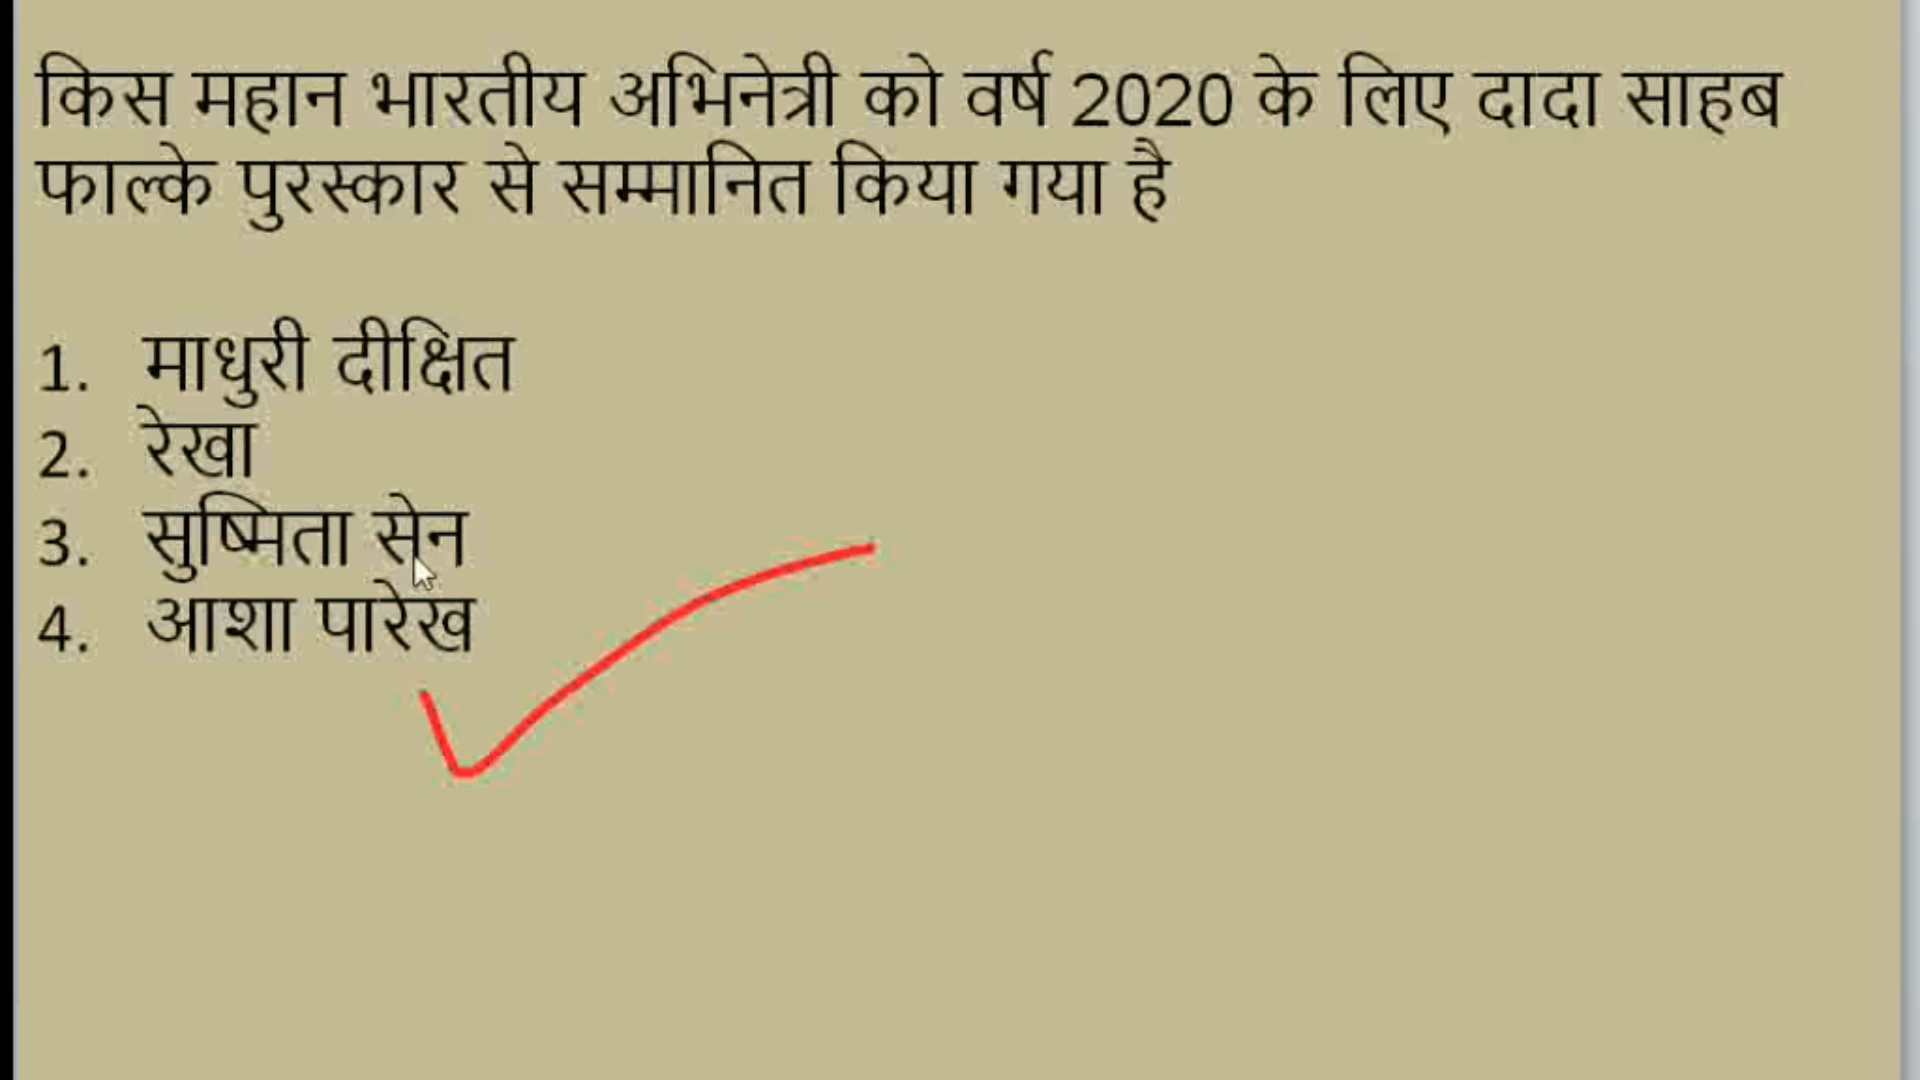 किस महान भारतीय अभिनेत्री को वर्ष 2020 के लिए दादा साहब
फाल्के पुरस्कार से सम्मानित किया गया है
1. माधुरी दीक्षित
2. रेखा
3. सुष्मिता सेन
4. आशा पारेख